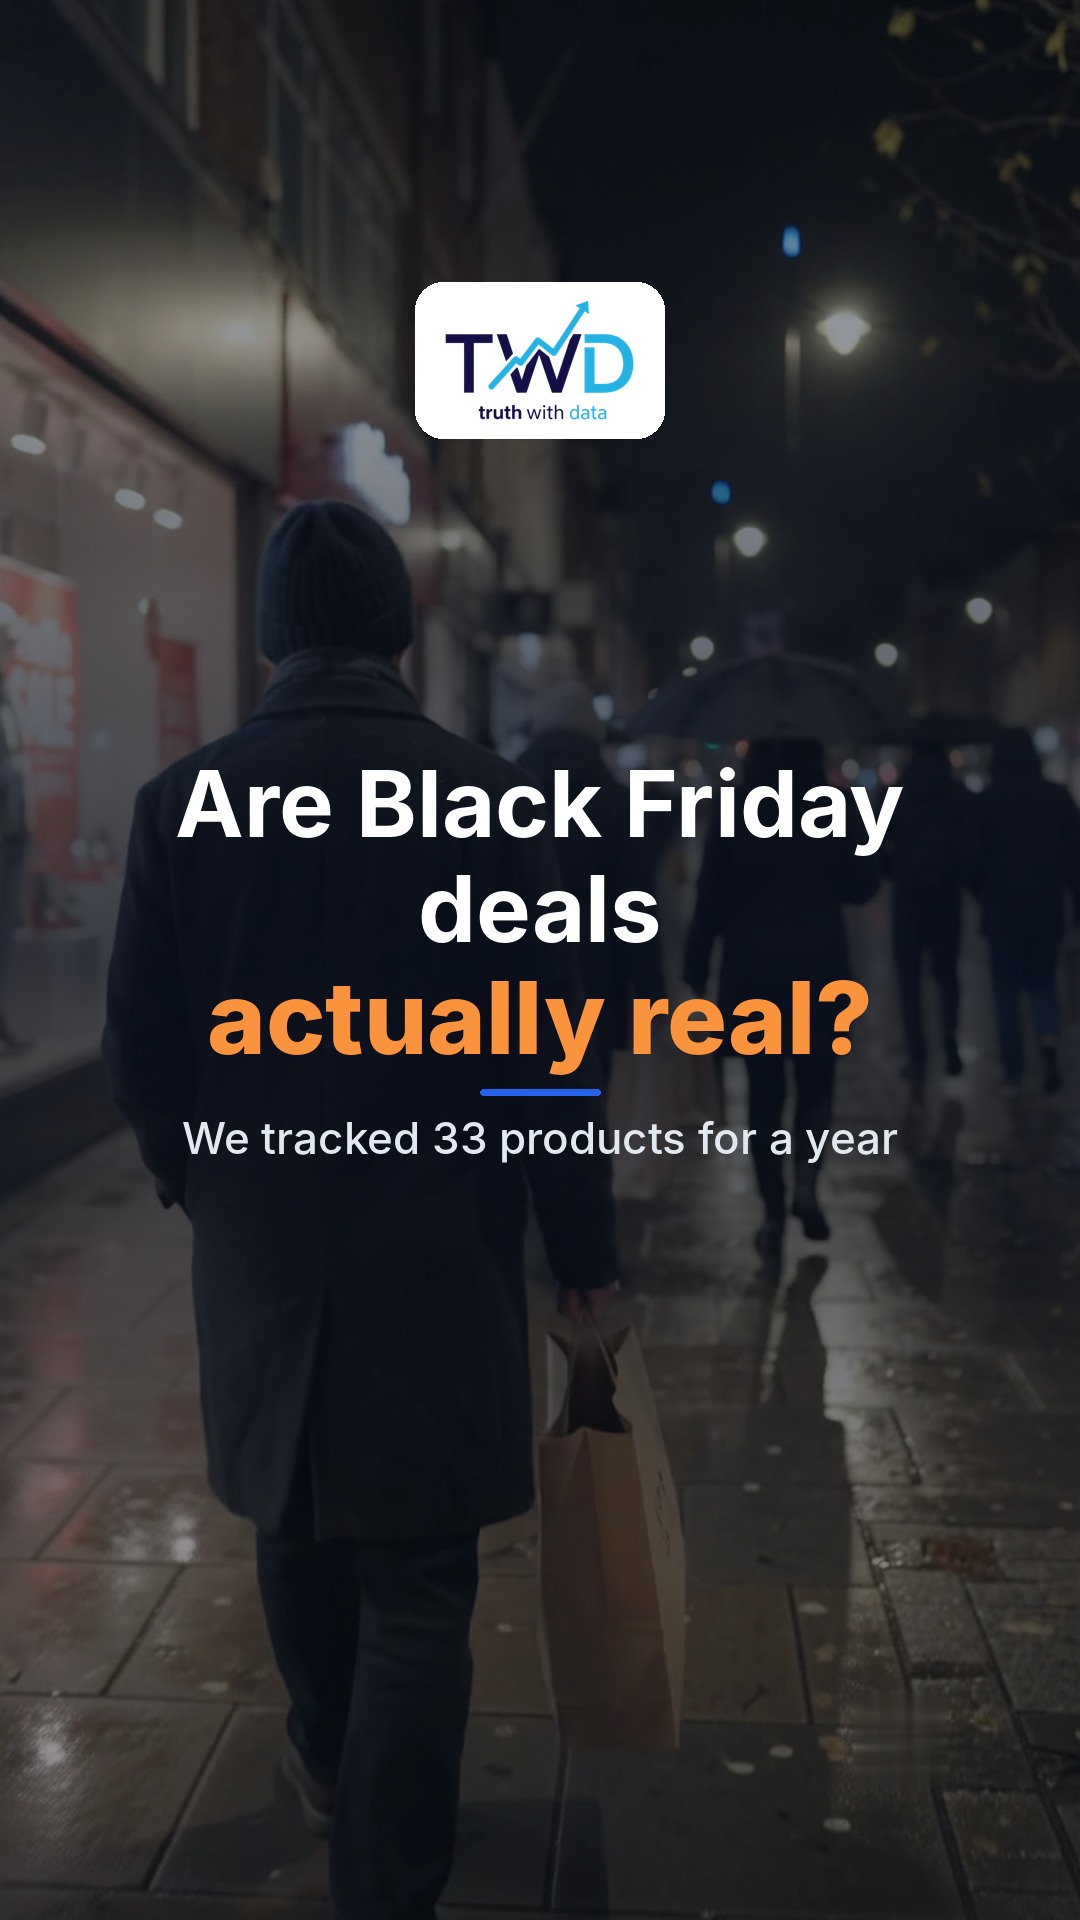 TWD
truth with data
Are Black Friday
deals
actually real?
We tracked 33 products for a year